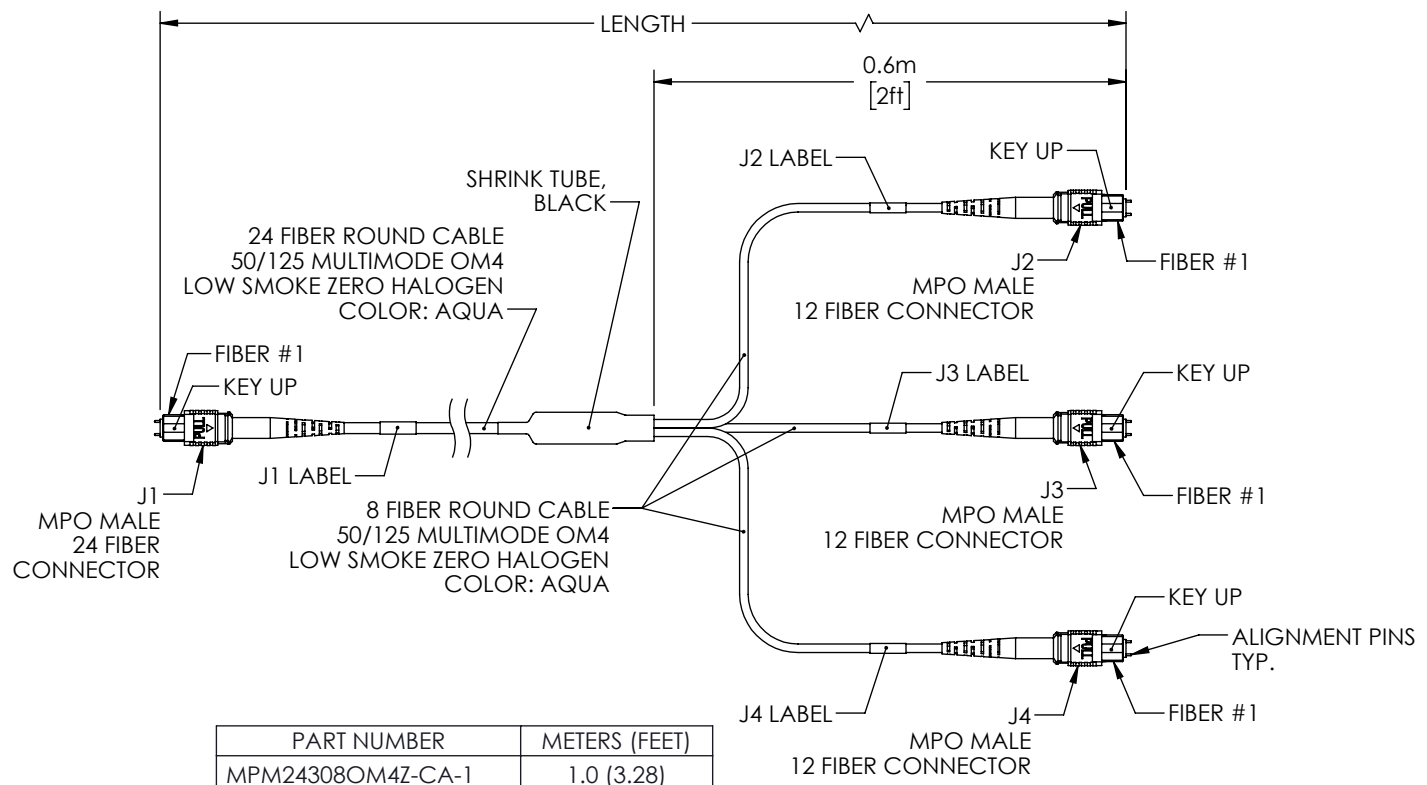 LENGTH
0.6m
[2ft]
J2 LABEL
KEY UP
SHRINK TUBE,
BLACK
24 FIBER ROUND CABLE
50/125 MULTIMODE OM4
LOW SMOKE ZERO HALOGEN
COLOR: AQUA
PULL
J2
MPO MALE
12 FIBER CONNECTOR
FIBER #1
FIBER #1
KEY UP
PULL
J1 LABEL
J1
MPO MALE
24 FIBER
CONNECTOR
J3 LABEL
KEY UP
PULL
J3
MPO MALE
12 FIBER CONNECTOR
FIBER #1
8 FIBER ROUND CABLE
50/125 MULTIMODE OM4
LOW SMOKE ZERO HALOGEN
COLOR: AQUA
KEY UP
ALIGNMENT PINS
TYP.
PULL
J4 LABEL
J4
MPO MALE
12 FIBER CONNECTOR
FIBER #1
PART NUMBER METERS (FEET)
MPM24308OM4Z-CA-1 1.0 (3.28)